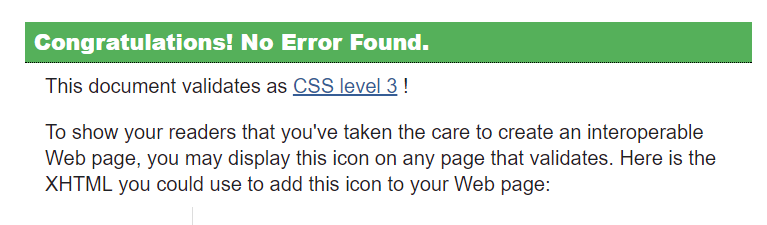 Congratulations! No Error Found.
This document validates as CSS level 3 !
To show your readers that you've taken the care to create an interoperable
Web page, you may display this icon on any page that validates. Here is the
XHTML you could use to add this icon to your Web page: